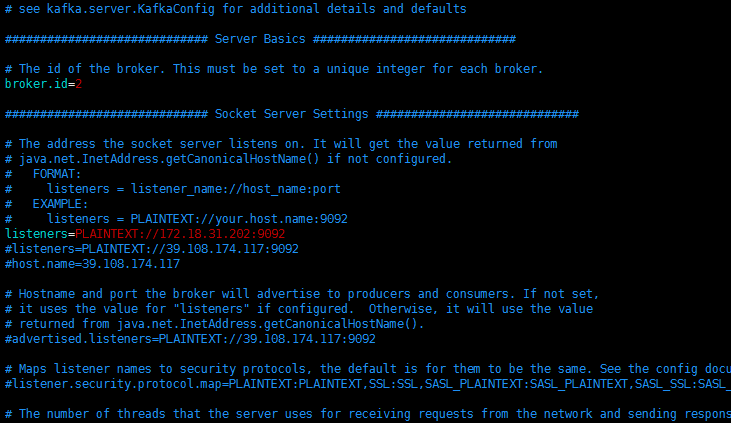 # see kafka.server.KafkaConfig for additional details and defaults
############################# Server Basics #############################
# The id of the broker. This must be set to a unique integer for each broker.
broker.id=2
############################# Socket Server Settings #############################
# The address the socket server listens on. It will get the value returned from
# java.net.InetAddress.getCanonicalHostName() if not configured.
#   FORMAT:
#     listeners = listener_name://host_name:port
#   EXAMPLE:
#     listeners = PLAINTEXT://your.host.name:9092
listeners=PLAINTEXT://172.18.31.202:9092
#listeners=PLAINTEXT://39.108.174.117:9092
#host.name=39.108.174.117
# Hostname and port the broker will advertise to producers and consumers. If not set,
# it uses the value for "listeners" if configured.  Otherwise, it will use the value
# returned from java.net.InetAddress.getCanonicalHostName().
#advertised.listeners=PLAINTEXT://39.108.174.117:9092
# Maps listener names to security protocols, the default is for them to be the same. See the config docu
#listener.security.protocol.map=PLAINTEXT:PLAINTEXT,SSL:SSL,SASL_PLAINTEXT:SASL_PLAINTEXT,SASL_SSL:SASL_
# The number of threads that the server uses for receiving requests from the network and sending respons